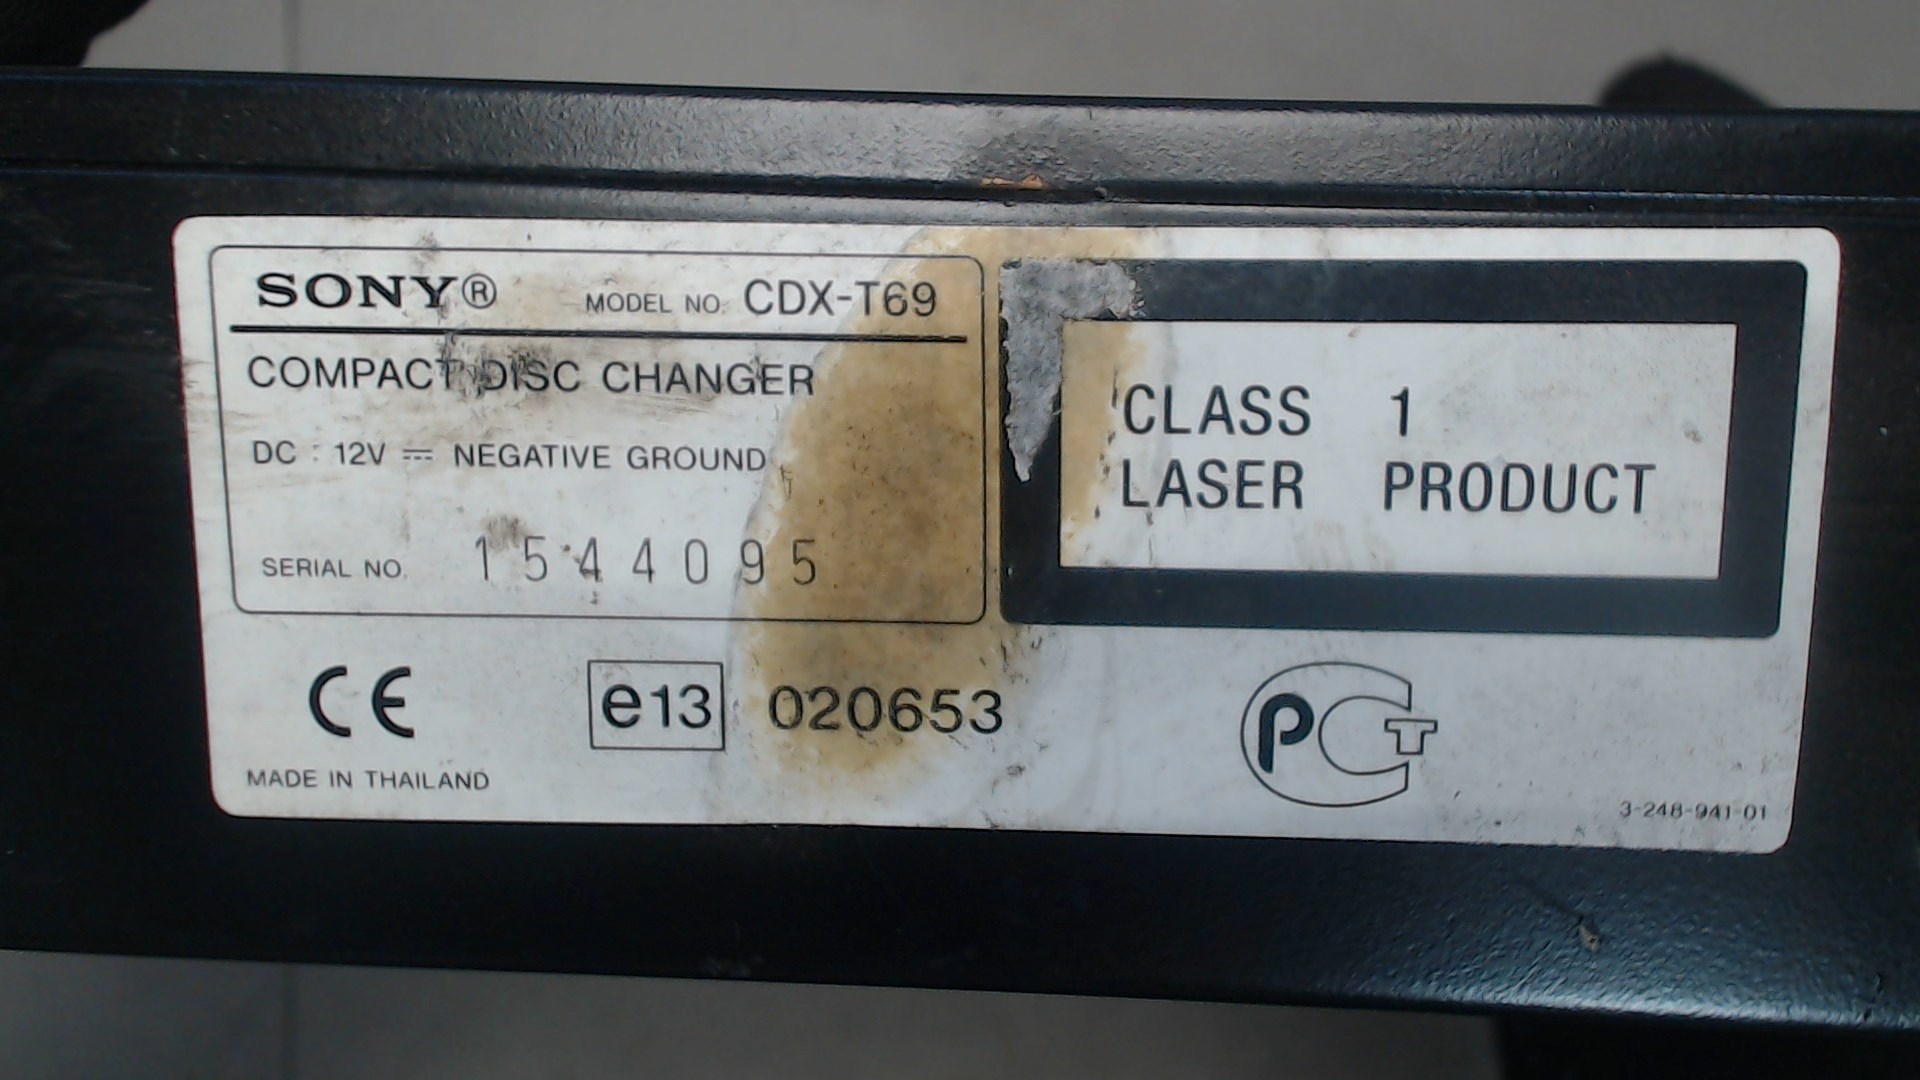 SONY® MODEL NO. CDX-T69
COMPACT DISC CHANGER
DC : 12V ⎓ NEGATIVE GROUND
SERIAL NO. 1544095
CLASS 1
LASER PRODUCT
CE e13 020653 PCT
MADE IN THAILAND
3-248-941-01